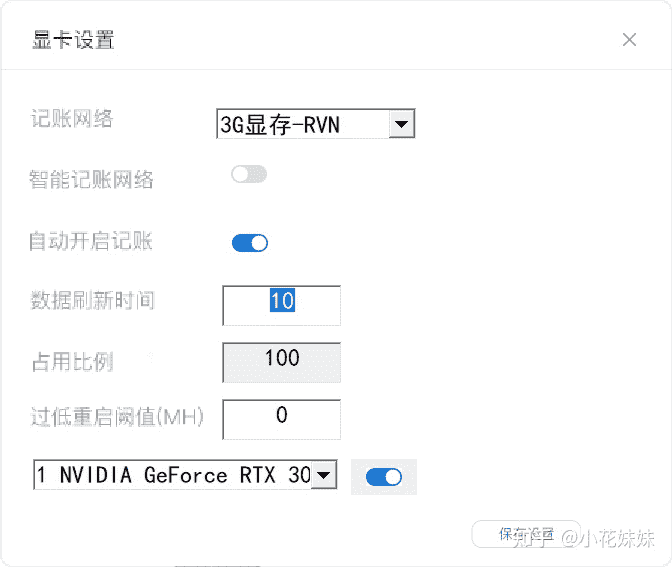 显卡设置
记账网络 3G显存-RVN
智能记账网络
自动开启记账
数据刷新时间 10
占用比例 100
过低重启阈值(MH) 0
1 NVIDIA GeForce RTX 30
保存设置
知乎 @小花妹妹